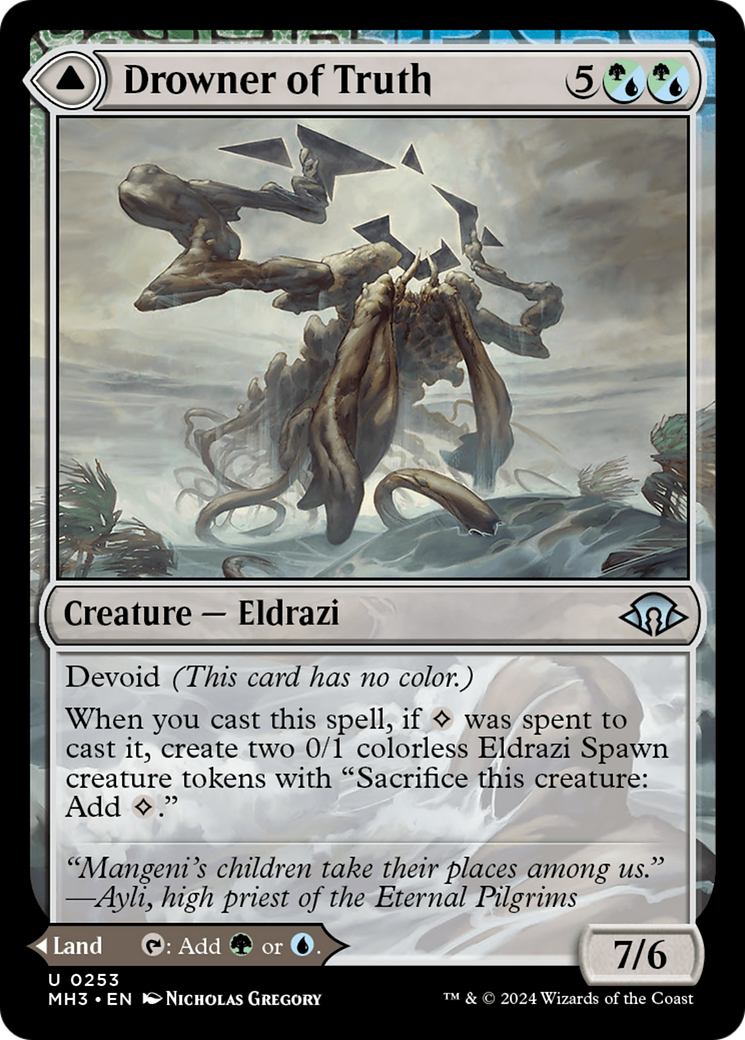 Drowner of Truth 5
Creature — Eldrazi
Devoid (This card has no color.)
When you cast this spell, if was spent to
cast it, create two 0/1 colorless Eldrazi Spawn
creature tokens with “Sacrifice this creature:
Add .”
“Mangeni’s children take their places among us.”
—Ayli, high priest of the Eternal Pilgrims
Land : Add or .
7/6
U 0253
MH3 • EN Nicholas Gregory
™ & © 2024 Wizards of the Coast